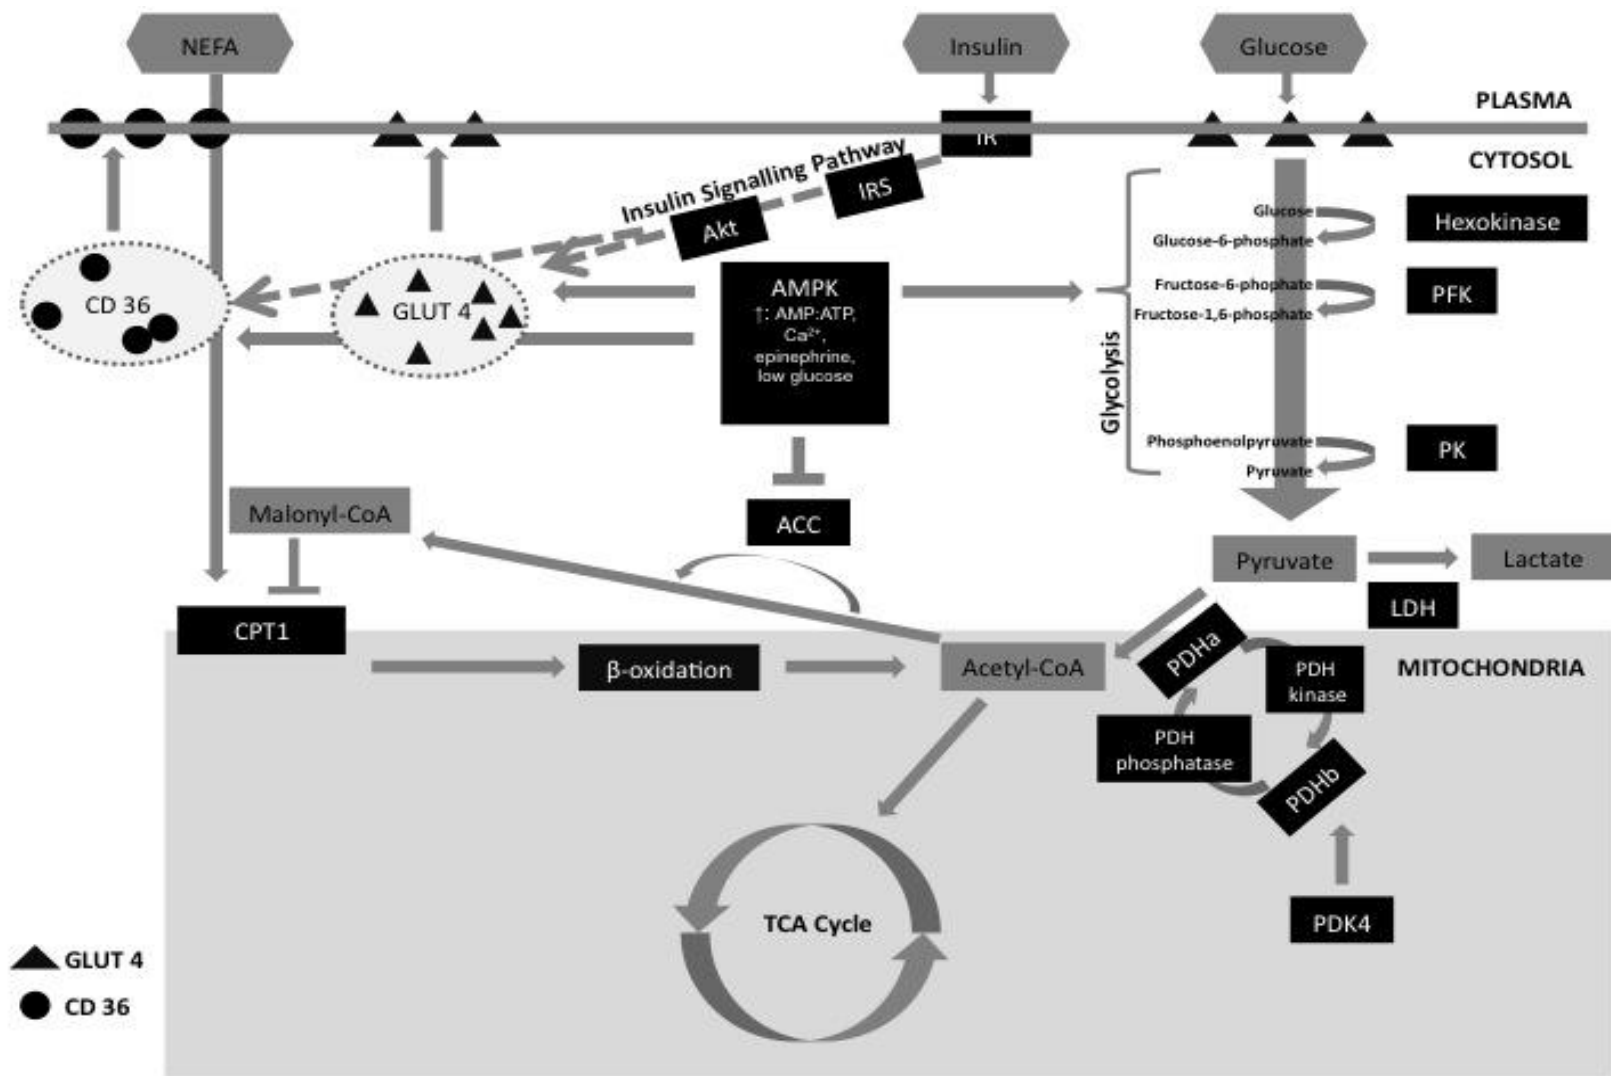 NEFA
Insulin
Glucose
PLASMA
IR
CYTOSOL
Insulin Signalling Pathway
IRS
Akt
Glucose
Glucose-6-phosphate
Hexokinase
CD 36
GLUT 4
AMPK
↑: AMP:ATP,
Ca²⁺,
epinephrine,
low glucose
Fructose-6-phophate
Fructose-1,6-phosphate
PFK
Glycolysis
Phosphoenolpyruvate
Pyruvate
PK
Malonyl-CoA
ACC
Pyruvate
Lactate
LDH
CPT1
β-oxidation
Acetyl-CoA
PDHa
PDH
kinase
MITOCHONDRIA
PDH
phosphatase
PDHb
TCA Cycle
PDK4
GLUT 4
CD 36